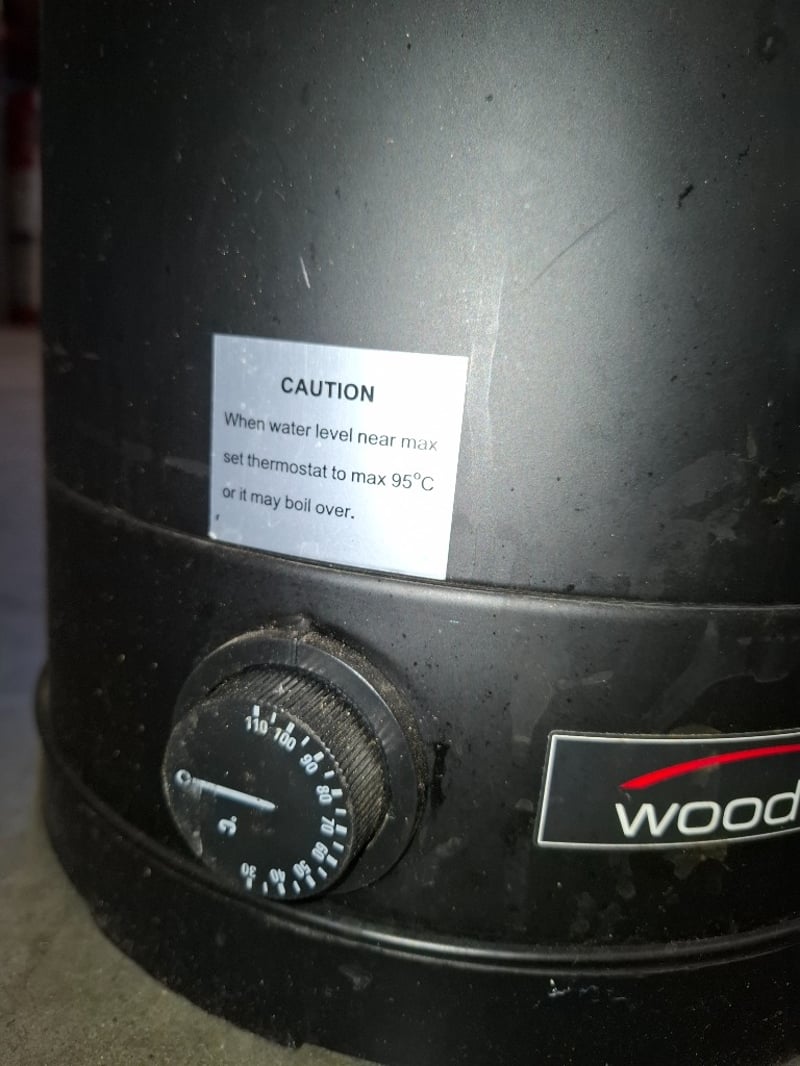 CAUTION
When water level near max
set thermostat to max 95°C
or it may boil over.
110 100 90 80 70 60 50 40 30
0
°C
wood